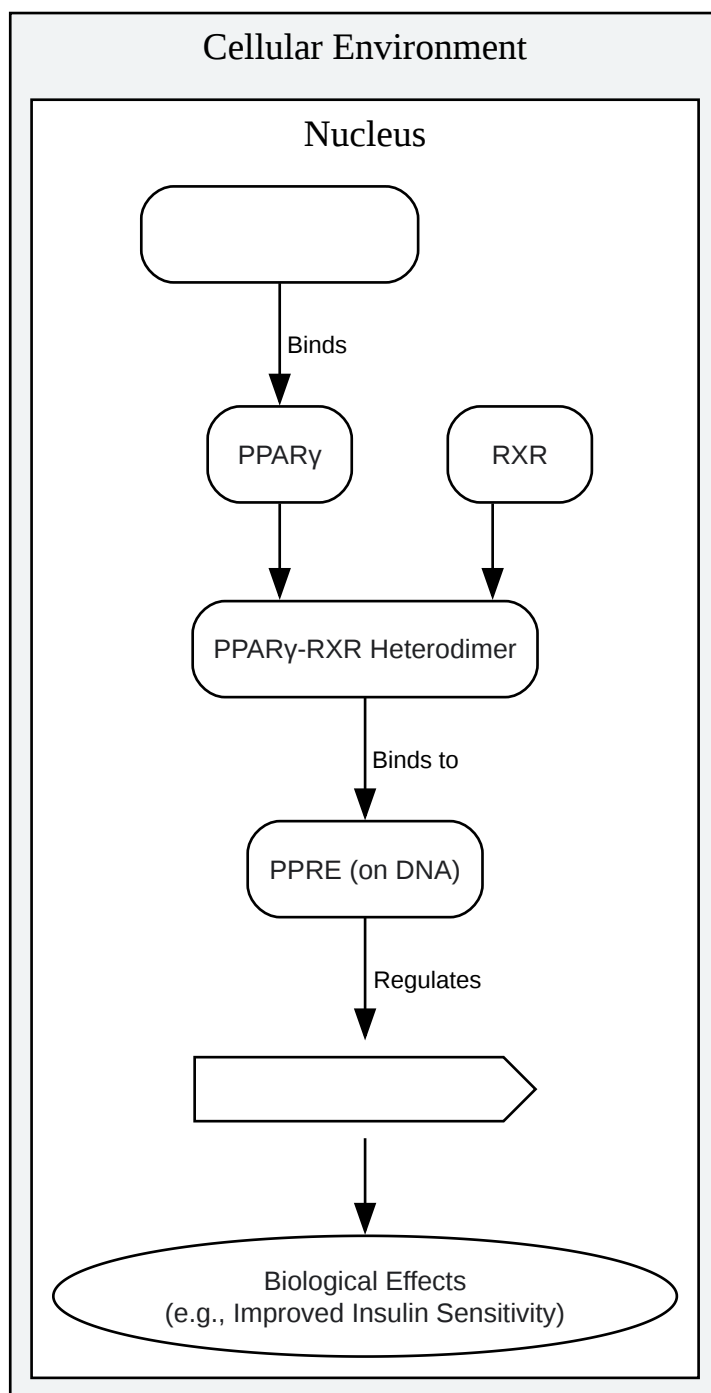 Cellular Environment
Nucleus
Binds
PPARγ
RXR
PPARγ-RXR Heterodimer
Binds to
PPRE (on DNA)
Regulates
Biological Effects
(e.g., Improved Insulin Sensitivity)